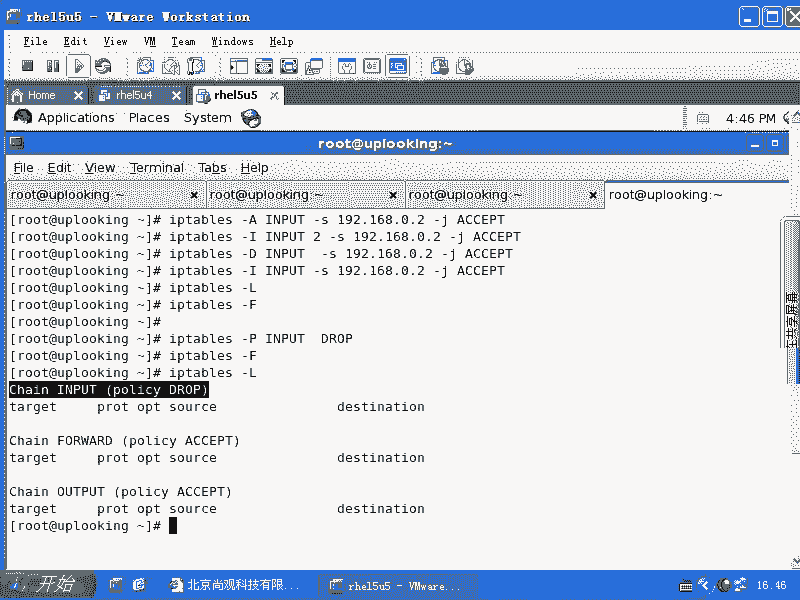 rhel5u5 - VMware Workstation
File Edit View VM Team Windows Help
Home rhel5u4 rhel5u5
Applications Places System 4:46 PM
root@uplooking:~
File Edit View Terminal Tabs Help
root@uplooking:~ root@uplooking:~ root@uplooking:~ root@uplooking:~
[root@uplooking ~]# iptables -A INPUT -s 192.168.0.2 -j ACCEPT
[root@uplooking ~]# iptables -I INPUT 2 -s 192.168.0.2 -j ACCEPT
[root@uplooking ~]# iptables -D INPUT  -s 192.168.0.2 -j ACCEPT
[root@uplooking ~]# iptables -I INPUT -s 192.168.0.2 -j ACCEPT
[root@uplooking ~]# iptables -L
[root@uplooking ~]# iptables -F
[root@uplooking ~]#
[root@uplooking ~]# iptables -P INPUT  DROP
[root@uplooking ~]# iptables -F
[root@uplooking ~]# iptables -L
Chain INPUT (policy DROP)
target     prot opt source               destination
Chain FORWARD (policy ACCEPT)
target     prot opt source               destination
Chain OUTPUT (policy ACCEPT)
target     prot opt source               destination
[root@uplooking ~]#
开始 北京尚观科技有限... rhel5u5 - VMware... 16:46